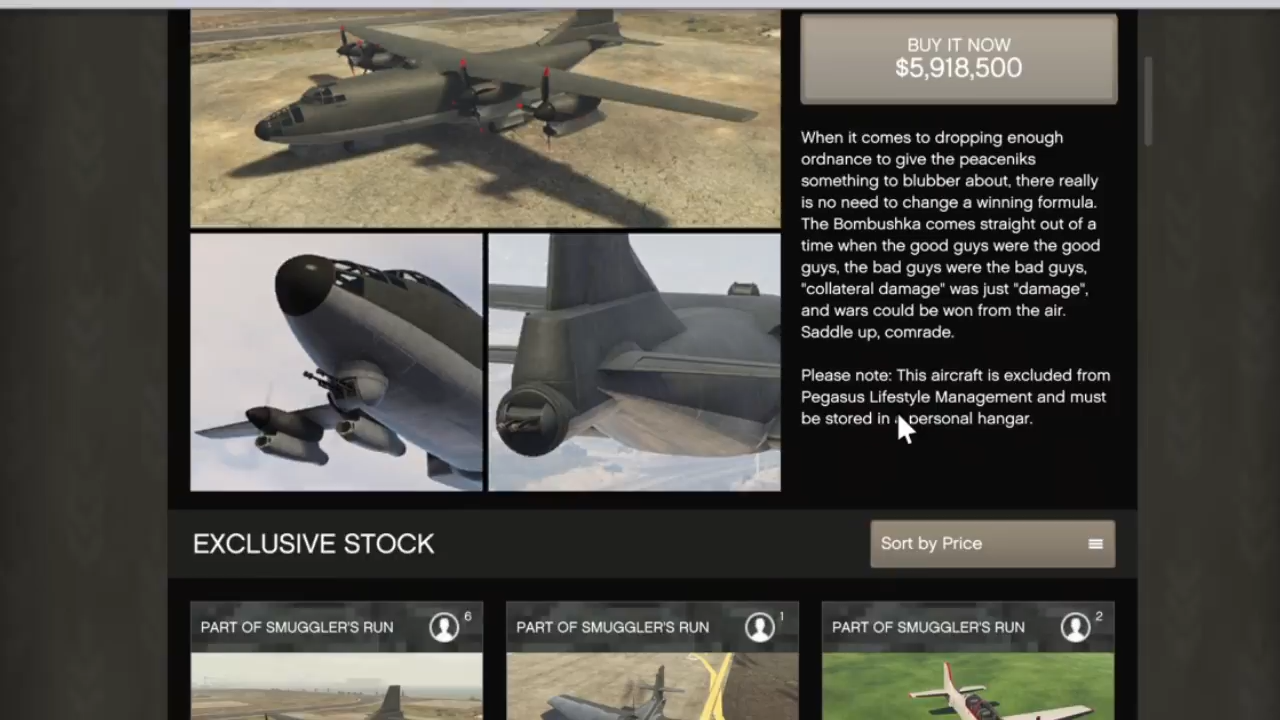 BUY IT NOW
$5,918,500
When it comes to dropping enough
ordnance to give the peaceniks
something to blubber about, there really
is no need to change a winning formula.
The Bombushka comes straight out of a
time when the good guys were the good
guys, the bad guys were the bad guys,
"collateral damage" was just "damage",
and wars could be won from the air.
Saddle up, comrade.
Please note: This aircraft is excluded from
Pegasus Lifestyle Management and must
be stored in a personal hangar.
EXCLUSIVE STOCK
Sort by Price
PART OF SMUGGLER'S RUN 6
PART OF SMUGGLER'S RUN 1
PART OF SMUGGLER'S RUN 2